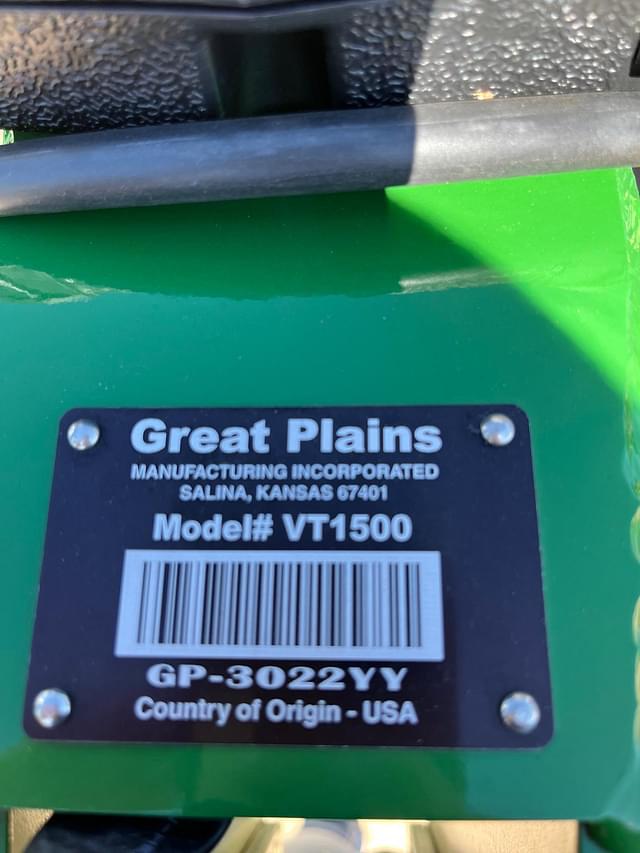 Great Plains
MANUFACTURING INCORPORATED
SALINA, KANSAS 67401
Model# VT1500
GP-3022YY
Country of Origin - USA